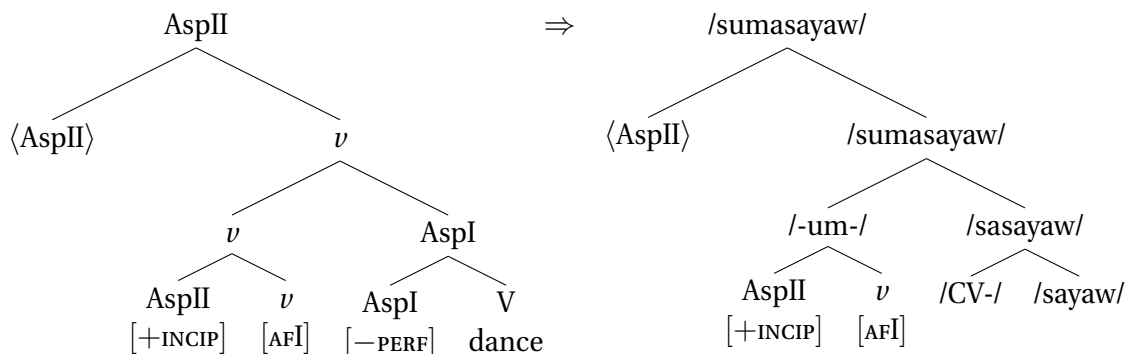 AspII ⇒ /sumasayaw/
⟨AspII⟩ v ⟨AspII⟩ /sumasayaw/
v AspI /-um-/ /sasayaw/
AspII v AspI V AspII v /CV-/ /sayaw/
[+INCIP] [AFI] [−PERF] dance [+INCIP] [AFI]